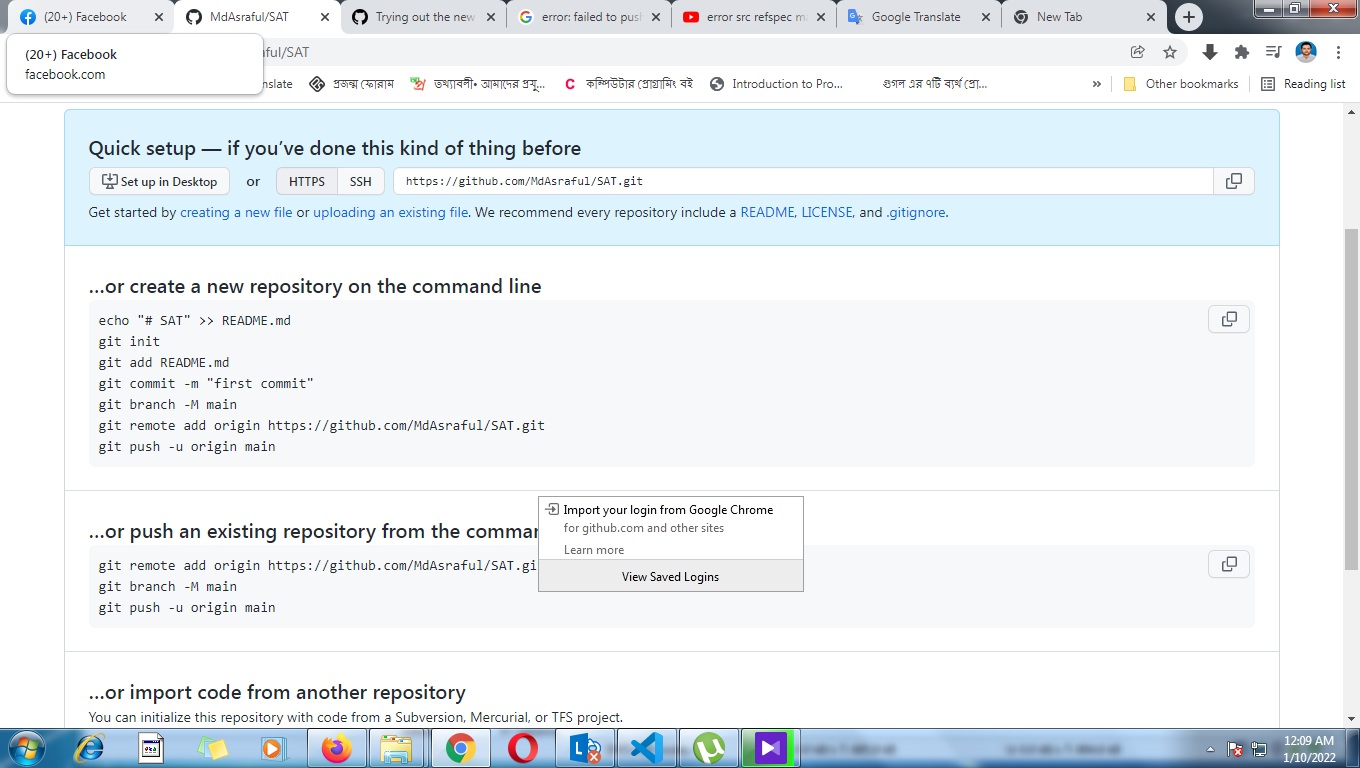 (20+) Facebook
MdAsraful/SAT
Trying out the new
error: failed to pus
error src refspec m
Google Translate
New Tab
(20+) Facebook
facebook.com
aful/SAT
nslate
প্রজন্ম ফোরাম
তথ্যাবলী• আমাদের প্রযু...
কম্পিউটার প্রোগ্রামিং বই
Introduction to Pro...
গুগল এর ৭টি ব্যর্থ প্রো...
»
Other bookmarks
Reading list
Quick setup — if you’ve done this kind of thing before
Set up in Desktop or HTTPS SSH https://github.com/MdAsraful/SAT.git
Get started by creating a new file or uploading an existing file. We recommend every repository include a README, LICENSE, and .gitignore.
…or create a new repository on the command line
echo "# SAT" >> README.md
git init
git add README.md
git commit -m "first commit"
git branch -M main
git remote add origin https://github.com/MdAsraful/SAT.git
git push -u origin main
…or push an existing repository from the comma
git remote add origin https://github.com/MdAsraful/SAT.gi
git branch -M main
git push -u origin main
Import your login from Google Chrome
for github.com and other sites
Learn more
View Saved Logins
…or import code from another repository
You can initialize this repository with code from a Subversion, Mercurial, or TFS project.
12:09 AM
1/10/2022